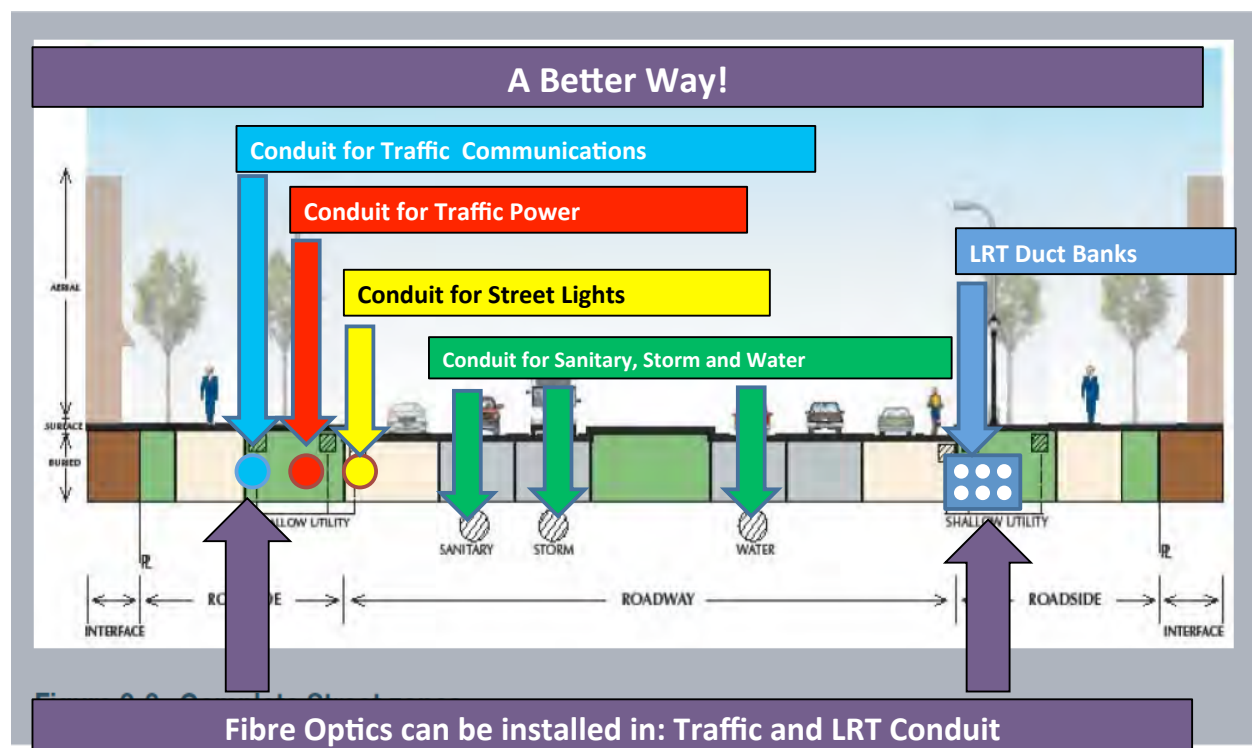 A Better Way!
Conduit for Traffic  Communications
Conduit for Traffic Power
LRT Duct Banks
Conduit for Street Lights
Conduit for Sanitary, Storm and Water
AERIAL
SURFACE
BURIED
SHALLOW UTILITY
SANITARY
STORM
WATER
PL
PL
ROADWAY
ROADSIDE
INTERFACE
INTERFACE
Fibre Optics can be installed in: Traffic and LRT Conduit